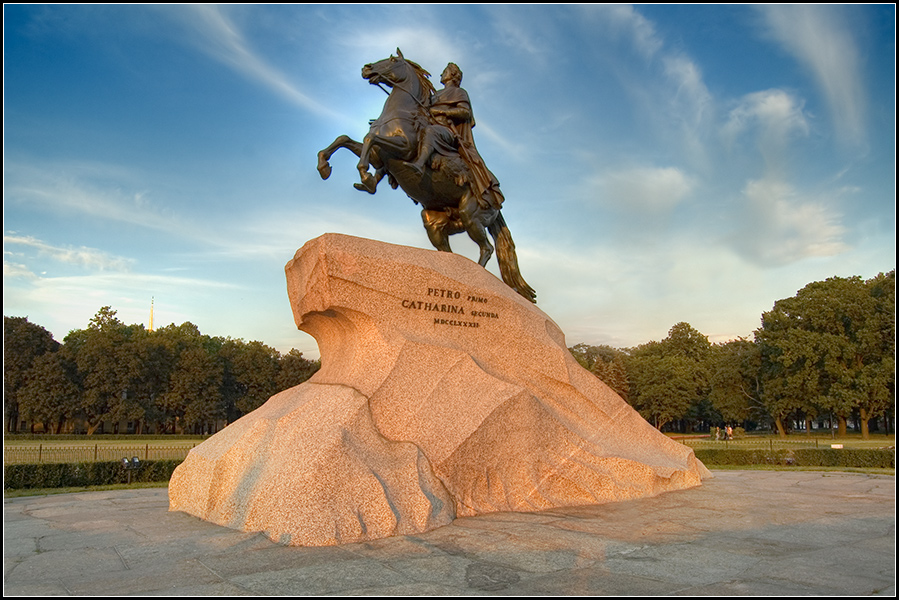 PETRO PRIMO
CATHARINA SECUNDA
MDCCLXXXII